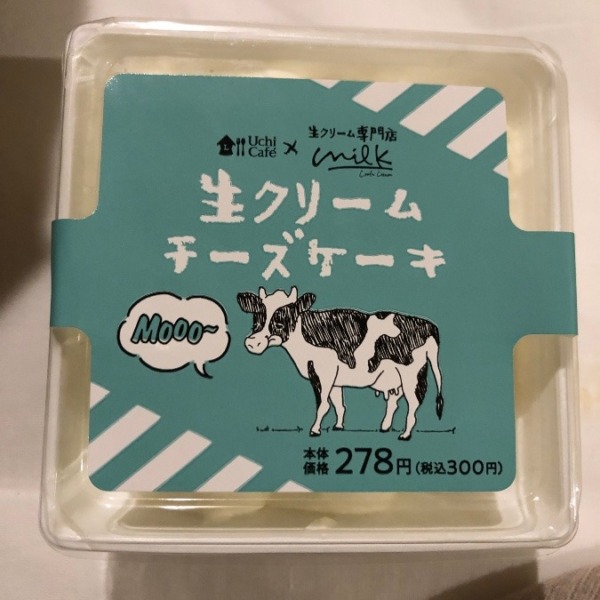 Uchi Café × 生クリーム専門店 Milk
生クリーム
チーズケーキ
Mooo~
本体価格 278円(税込300円)